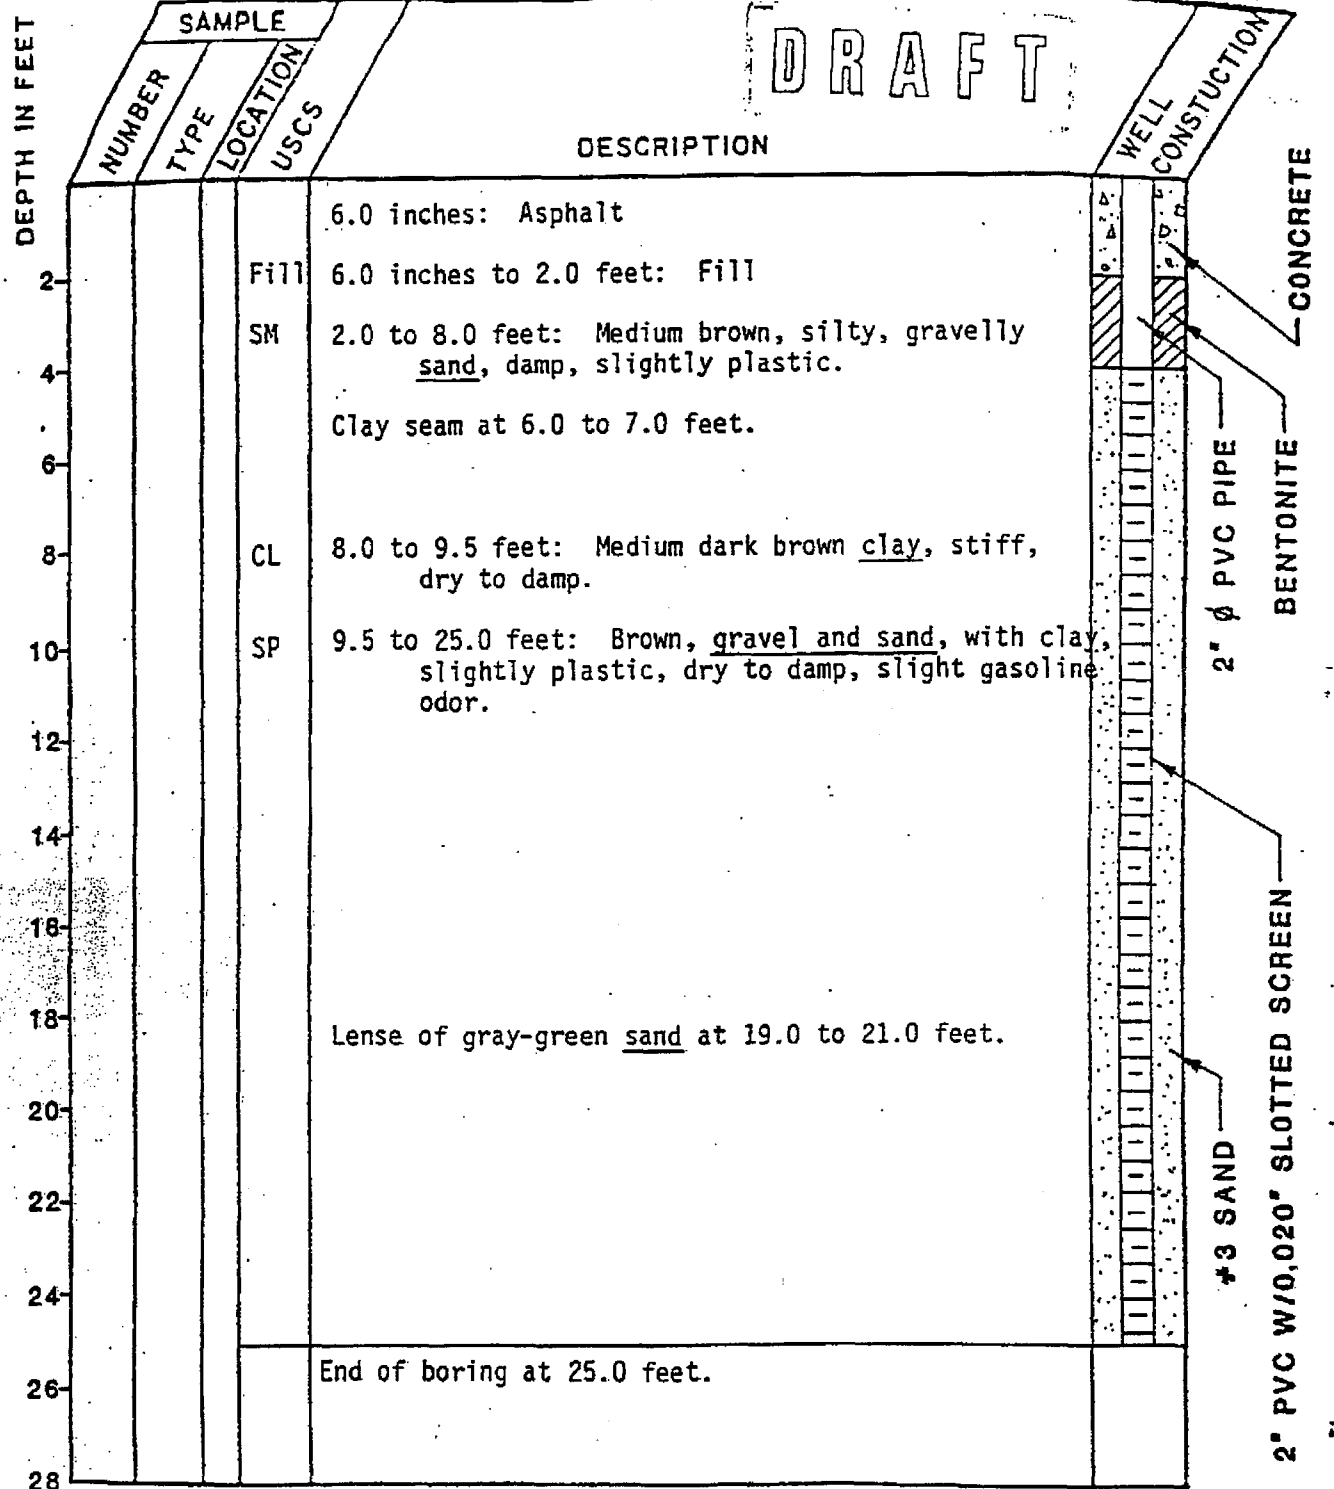 DRAFT
SAMPLE
DEPTH IN FEET
NUMBER
TYPE
LOCATION
USCS
DESCRIPTION
WELL
CONSTUCTION
6.0 inches: Asphalt
Fill 6.0 inches to 2.0 feet: Fill
2
SM 2.0 to 8.0 feet: Medium brown, silty, gravelly
sand, damp, slightly plastic.
4
Clay seam at 6.0 to 7.0 feet.
6
CL 8.0 to 9.5 feet: Medium dark brown clay, stiff,
8
dry to damp.
SP 9.5 to 25.0 feet: Brown, gravel and sand, with clay,
10
slightly plastic, dry to damp, slight gasoline
odor.
12
14
16
18
Lense of gray-green sand at 19.0 to 21.0 feet.
20
22
24
End of boring at 25.0 feet.
26
28
CONCRETE
BENTONITE
2" ϕ PVC PIPE
2" PVC W/0,020" SLOTTED SCREEN
#3 SAND